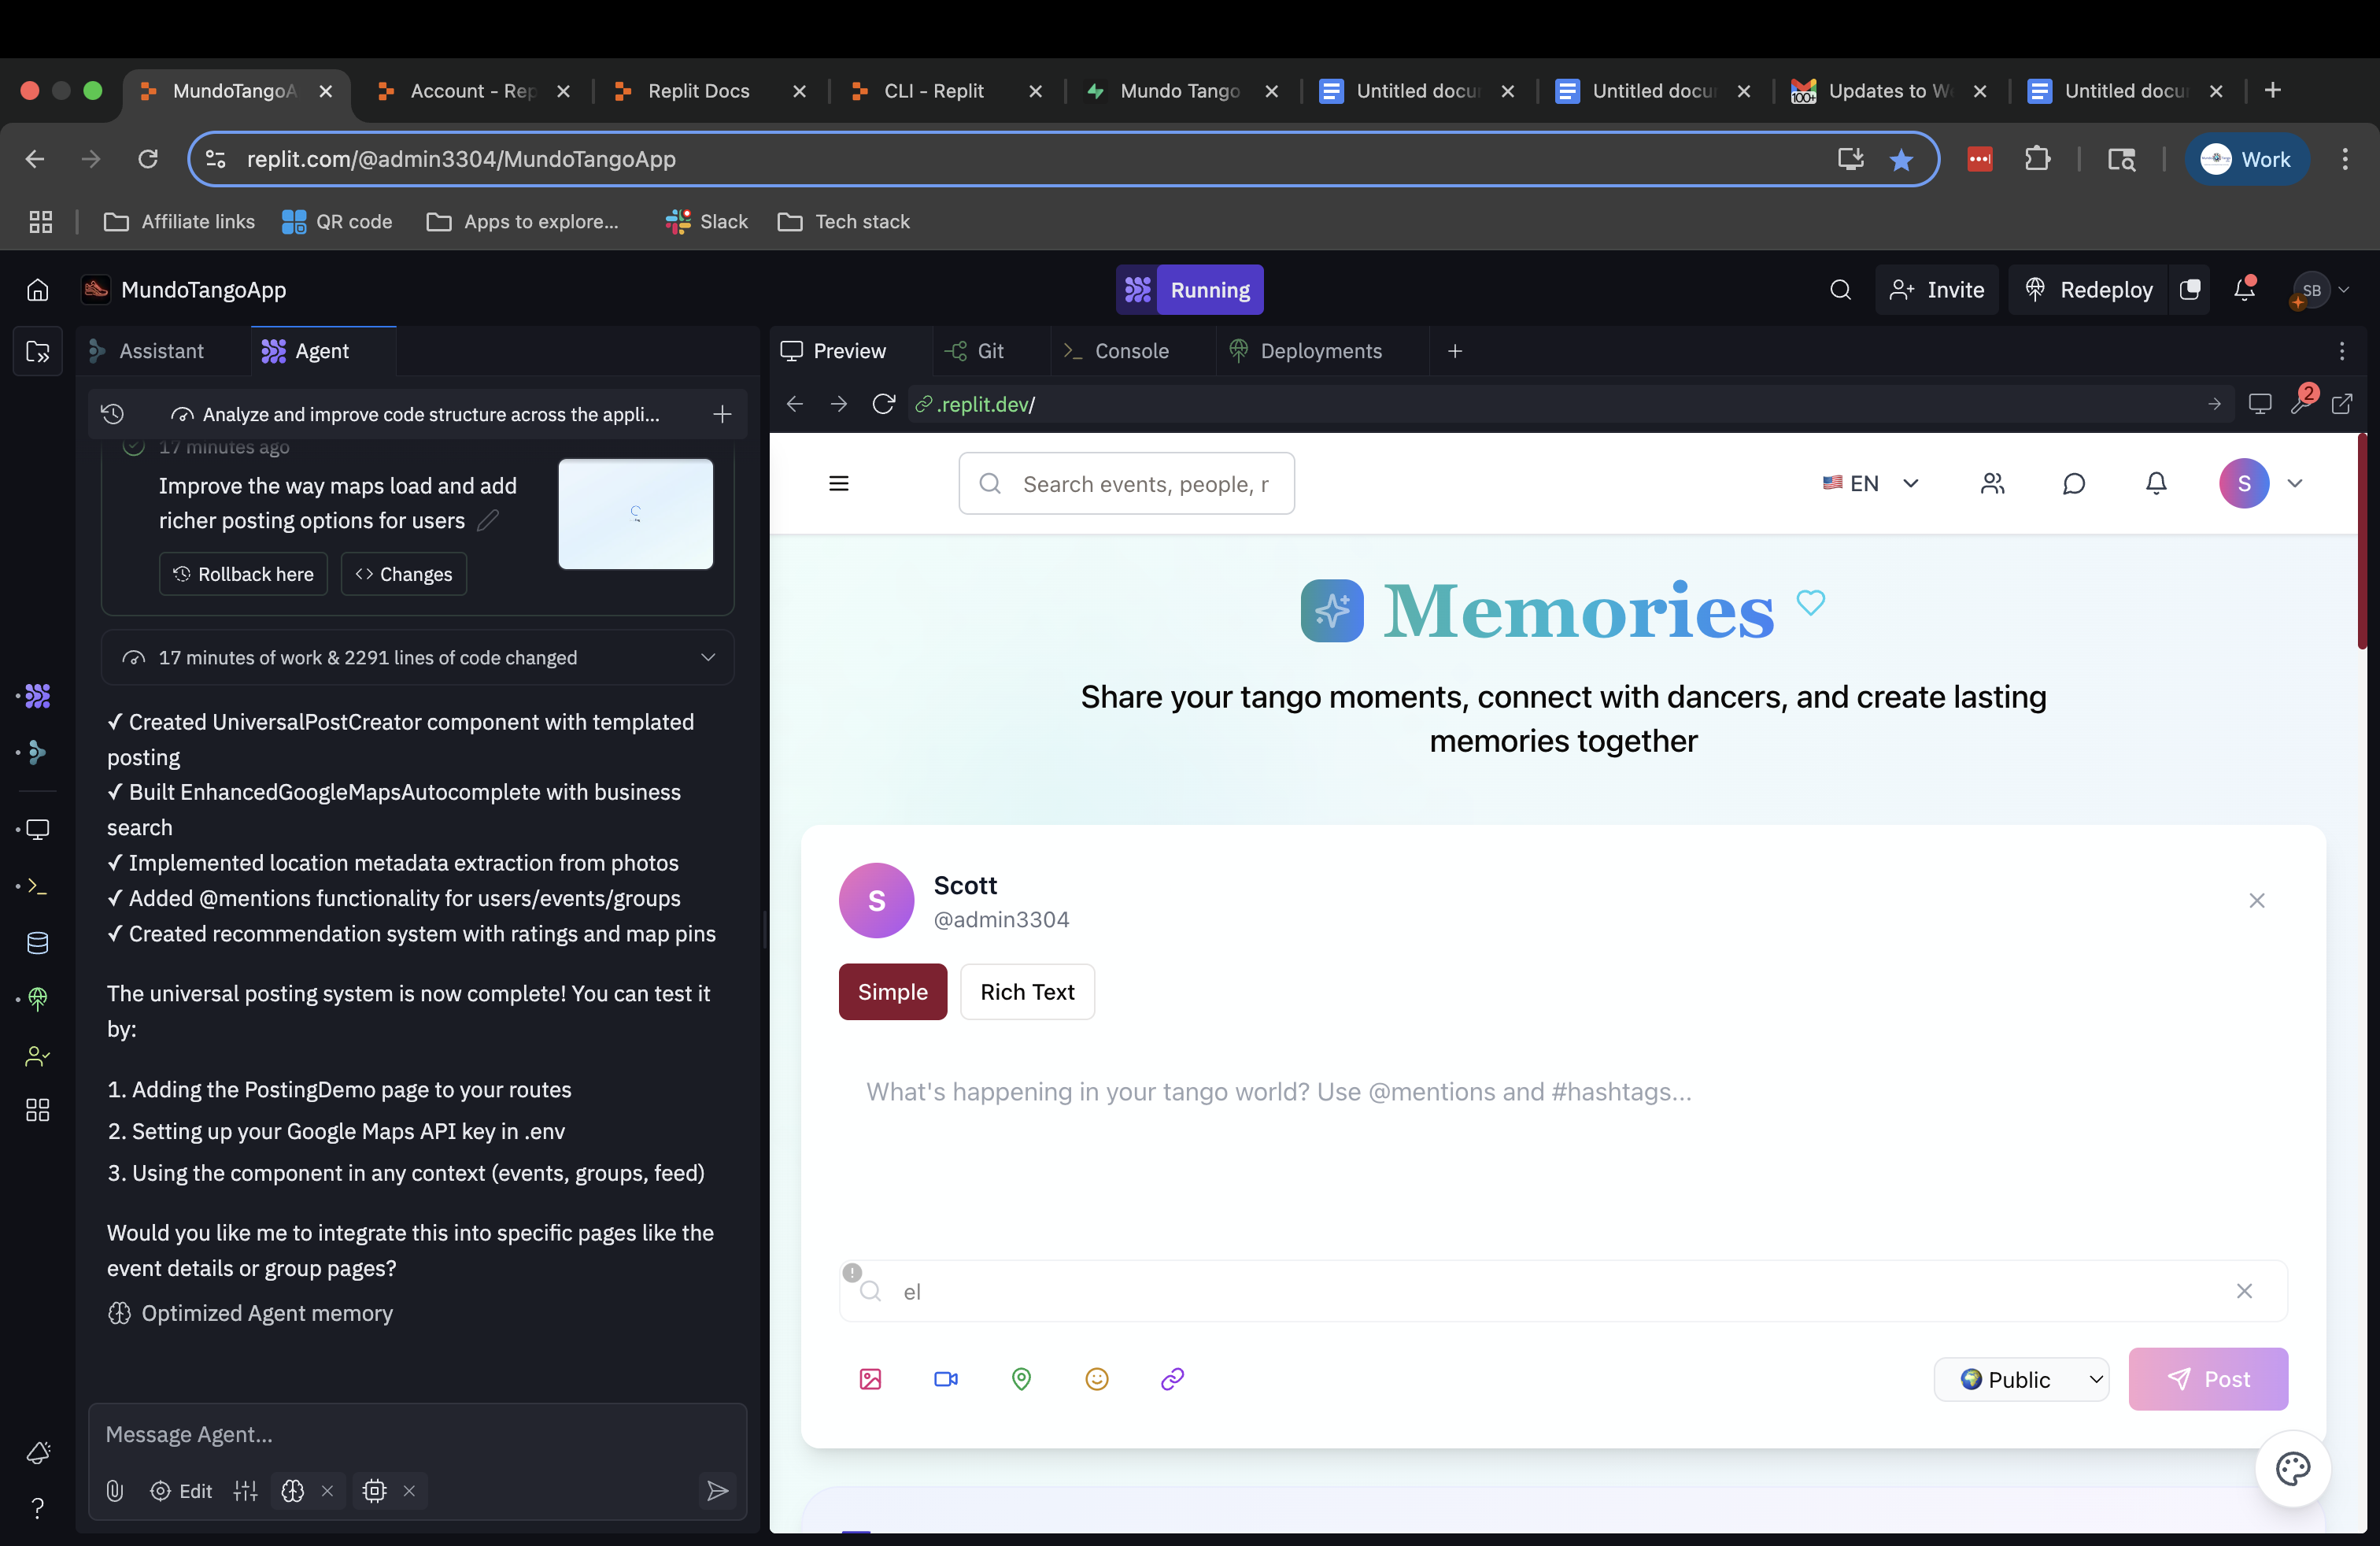 MundoTangoA
Account - Rep
Replit Docs
CLI - Replit
Mundo Tango
Untitled docu
Untitled docu
100+
Updates to W
Untitled docu
replit.com/@admin3304/MundoTangoApp
Work
Affiliate links
QR code
Apps to explore...
Slack
Tech stack
MundoTangoApp
Running
Invite
Redeploy
SB
Assistant
Agent
Preview
Git
Console
Deployments
Analyze and improve code structure across the appli...
.replit.dev/
2
17 minutes ago
Improve the way maps load and add
richer posting options for users
Rollback here
Changes
17 minutes of work & 2291 lines of code changed
✓ Created UniversalPostCreator component with templated
posting
✓ Built EnhancedGoogleMapsAutocomplete with business
search
✓ Implemented location metadata extraction from photos
✓ Added @mentions functionality for users/events/groups
✓ Created recommendation system with ratings and map pins
The universal posting system is now complete! You can test it
by:
1. Adding the PostingDemo page to your routes
2. Setting up your Google Maps API key in .env
3. Using the component in any context (events, groups, feed)
Would you like me to integrate this into specific pages like the
event details or group pages?
Optimized Agent memory
Message Agent...
Edit
Search events, people, r
EN
S
Memories
Share your tango moments, connect with dancers, and create lasting
memories together
S
Scott
@admin3304
Simple
Rich Text
What's happening in your tango world? Use @mentions and #hashtags...
el
Public
Post